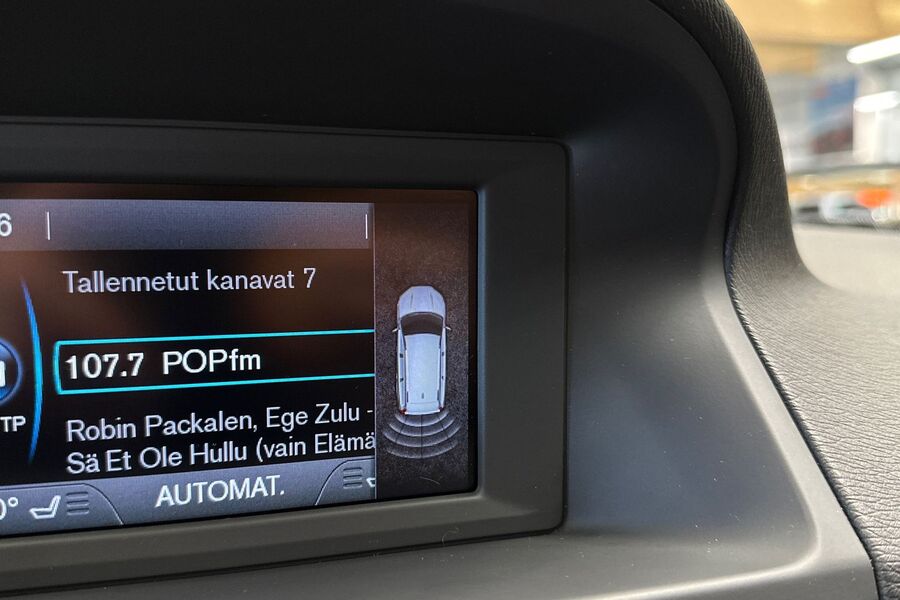 6
Tallennetut kanavat 7
107.7 POPfm
TP
Robin Packalen, Ege Zulu -
Sä Et Ole Hullu (vain Elämä
0° AUTOMAT.